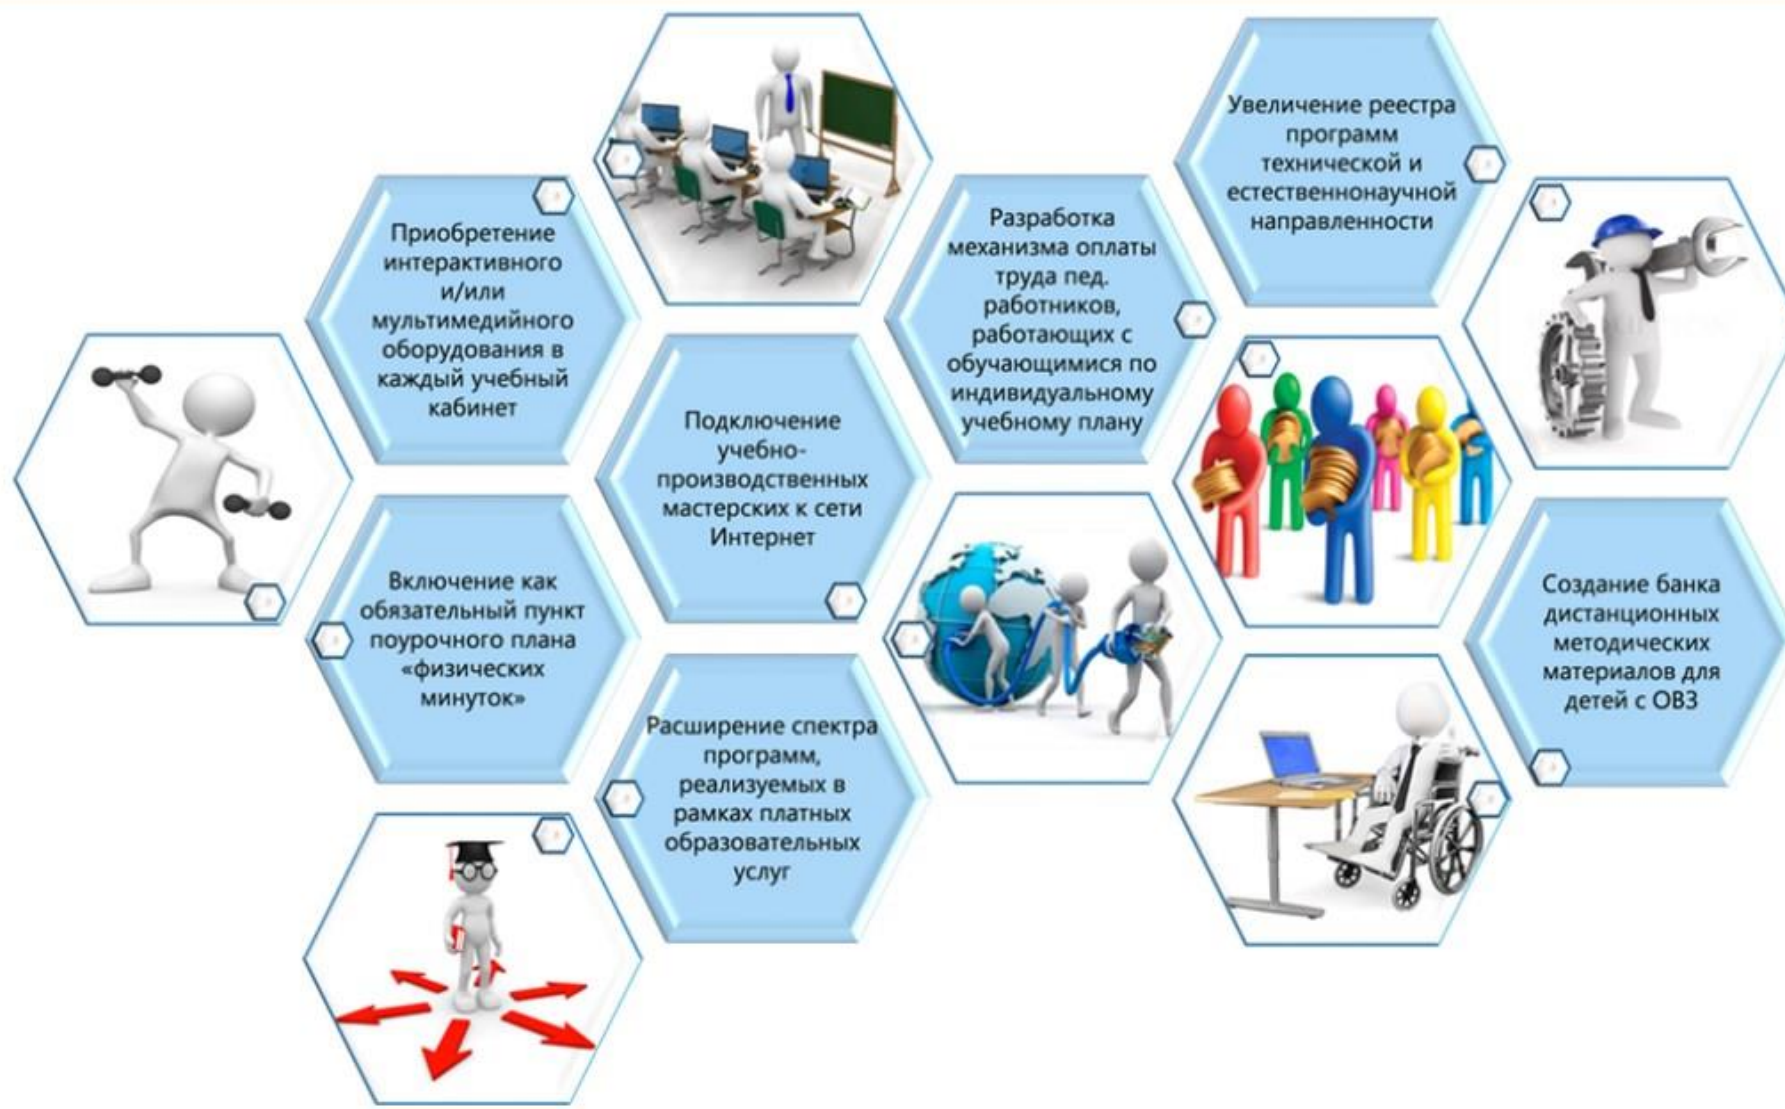 Приобретение
интерактивного
и/или
мультимедийного
оборудования в
каждый учебный
кабинет
Включение как
обязательный пункт
поурочного плана
«физических
минуток»
Подключение
учебно-
производственных
мастерских к сети
Интернет
Расширение спектра
программ,
реализуемых в
рамках платных
образовательных
услуг
Разработка
механизма оплаты
труда пед.
работников,
работающих с
обучающимися по
индивидуальному
учебному плану
Увеличение реестра
программ
технической и
естественнонаучной
направленности
Создание банка
дистанционных
методических
материалов для
детей с ОВЗ